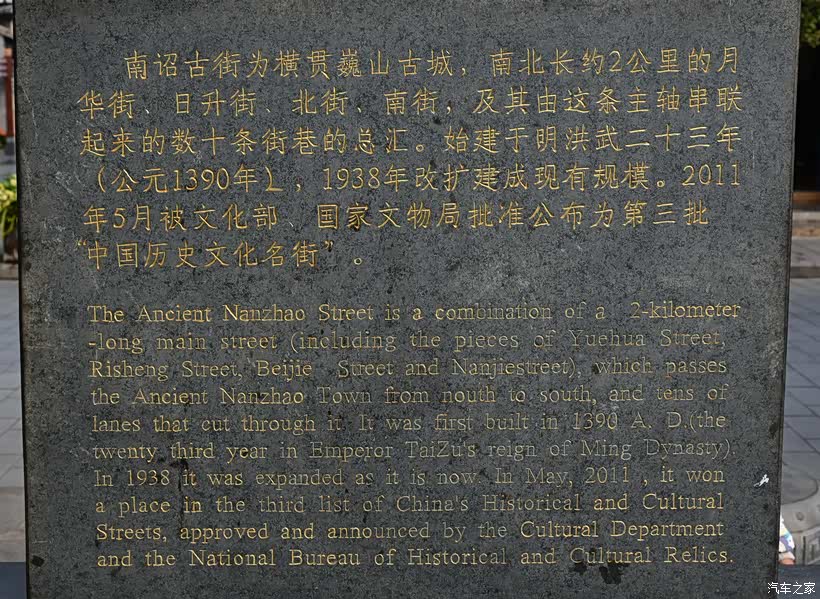 南诏古街为横贯巍山古城，南北长约2公里的月
华街、日升街、北街、南街，及其由这条主轴串联
起来的数十条街巷的总汇。始建于明洪武二十三年
（公元1390年），1938年改扩建成现有规模。2011
年5月被文化部、国家文物局批准公布为第三批
“中国历史文化名街”。
The Ancient Nanzhao Street is a combination of a 2-kilometer
-long main street (including the pieces of Yuehua Street,
Risheng Street, Beijie Street and Nanjiestreet), which passes
the Ancient Nanzhao Town from nouth to south, and tens of
lanes that cut through it. It was first built in 1390 A. D.(the
twenty third year in Emperor TaiZu's reign of Ming Dynasty).
In 1938 it was expanded as it is now. In May, 2011 , it won
a place in the third list of China's Historical and Cultural
Streets, approved and announced by the Cultural Department
and the National Bureau of Historical and Cultural Relics.
汽车之家